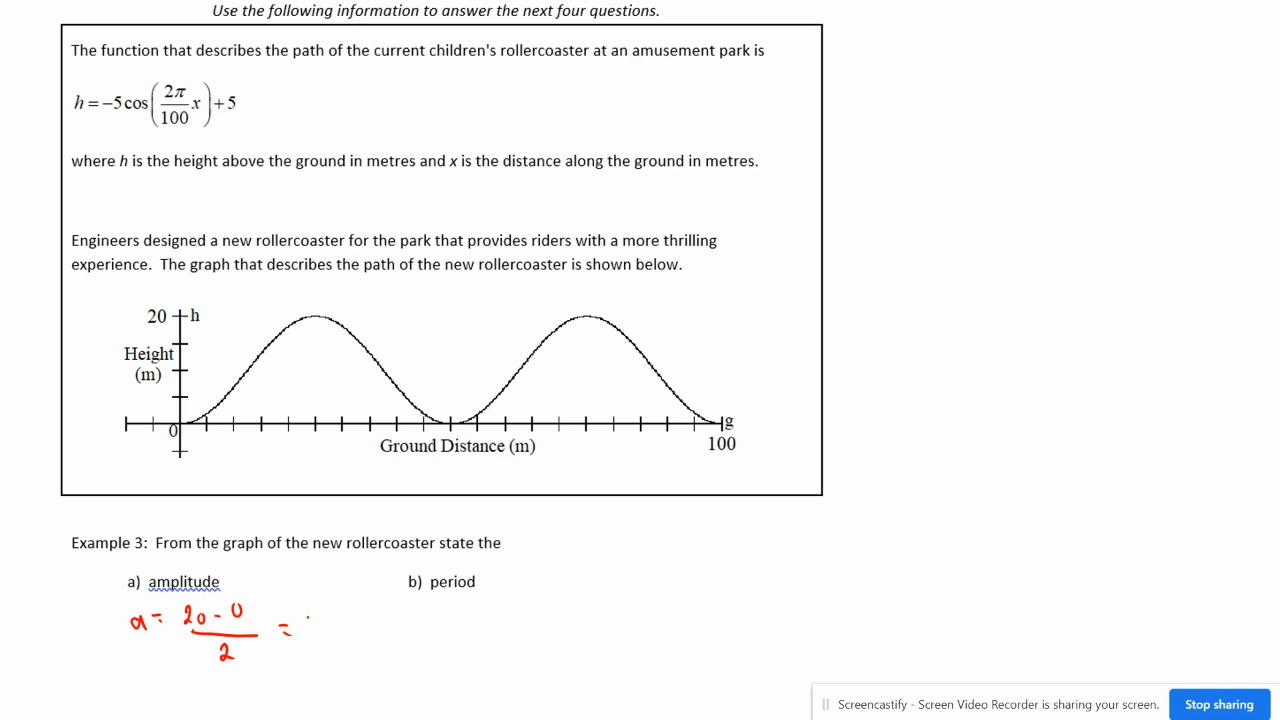 Use the following information to answer the next four questions.
The function that describes the path of the current children's rollercoaster at an amusement park is
h = −5 cos(2π/100 x) + 5
where h is the height above the ground in metres and x is the distance along the ground in metres.
Engineers designed a new rollercoaster for the park that provides riders with a more thrilling
experience. The graph that describes the path of the new rollercoaster is shown below.
20 h
Height
(m)
0 g
Ground Distance (m) 100
Example 3: From the graph of the new rollercoaster state the
a) amplitude b) period
a = 20 - 0 =
2
Screencastify - Screen Video Recorder is sharing your screen. Stop sharing